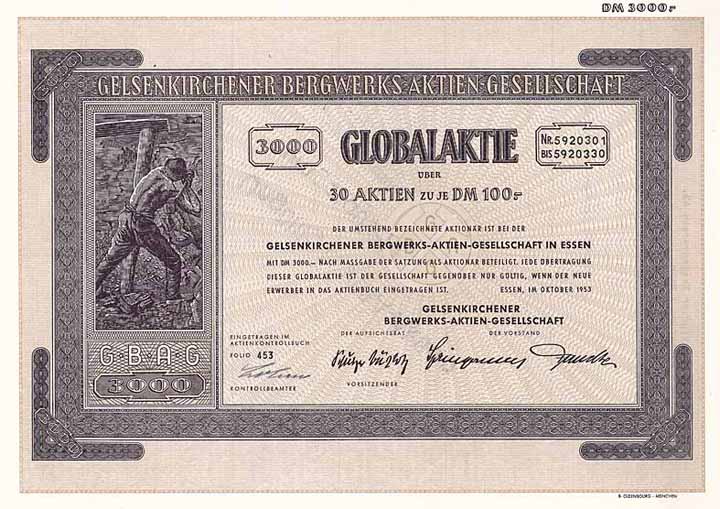 DM 3000.-
GELSENKIRCHENER BERGWERKS-AKTIEN-GESELLSCHAFT
3000
GLOBALAKTIE
NR. 5920301
BIS 5920330
ÜBER
30 AKTIEN ZU JE DM 100.-
DER UMSTEHEND BEZEICHNETE AKTIONÄR IST BEI DER
GELSENKIRCHENER BERGWERKS-AKTIEN-GESELLSCHAFT IN ESSEN
MIT DM 3000.— NACH MASSGABE DER SATZUNG ALS AKTIONÄR BETEILIGT. JEDE ÜBERTRAGUNG
DIESER GLOBALAKTIE IST DER GESELLSCHAFT GEGENÜBER NUR GÜLTIG, WENN DER NEUE
ERWERBER IN DAS AKTIENBUCH EINGETRAGEN IST. ESSEN, IM OKTOBER 1953
GELSENKIRCHENER
BERGWERKS-AKTIEN-GESELLSCHAFT
EINGETRAGEN IM
AKTIENKONTROLLBUCH
DER AUFSICHTSRAT
DER VORSTAND
FOLIO 453
KONTROLLBEAMTER
VORSITZENDER
G B A G
3000
R. OLDENBOURG - MÜNCHEN